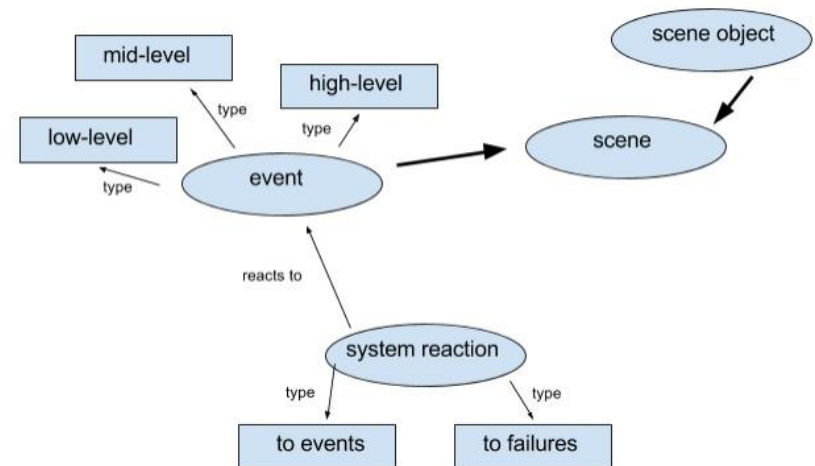 scene object
mid-level
high-level
type
type
low-level
scene
event
type
reacts to
system reaction
type
type
to events
to failures